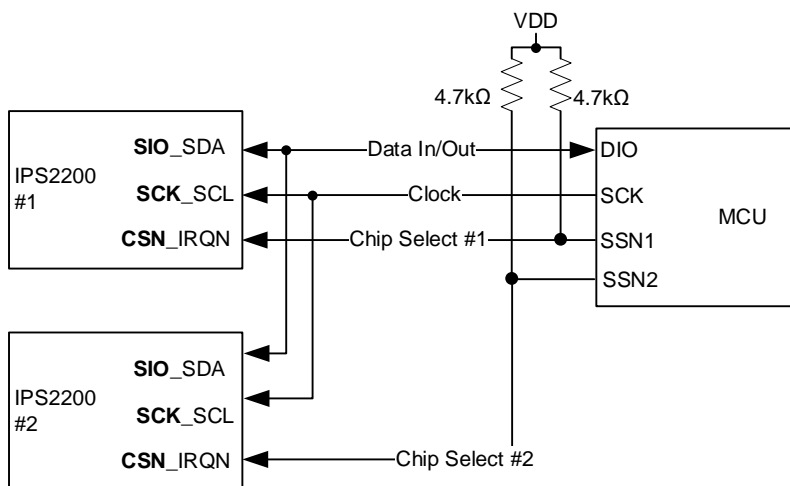 VDD
4.7kΩ
4.7kΩ
SIO_SDA
Data In/Out
DIO
IPS2200
#1
SCK_SCL
Clock
SCK
MCU
CSN_IRQN
Chip Select #1
SSN1
SSN2
SIO_SDA
IPS2200
#2
SCK_SCL
CSN_IRQN
Chip Select #2